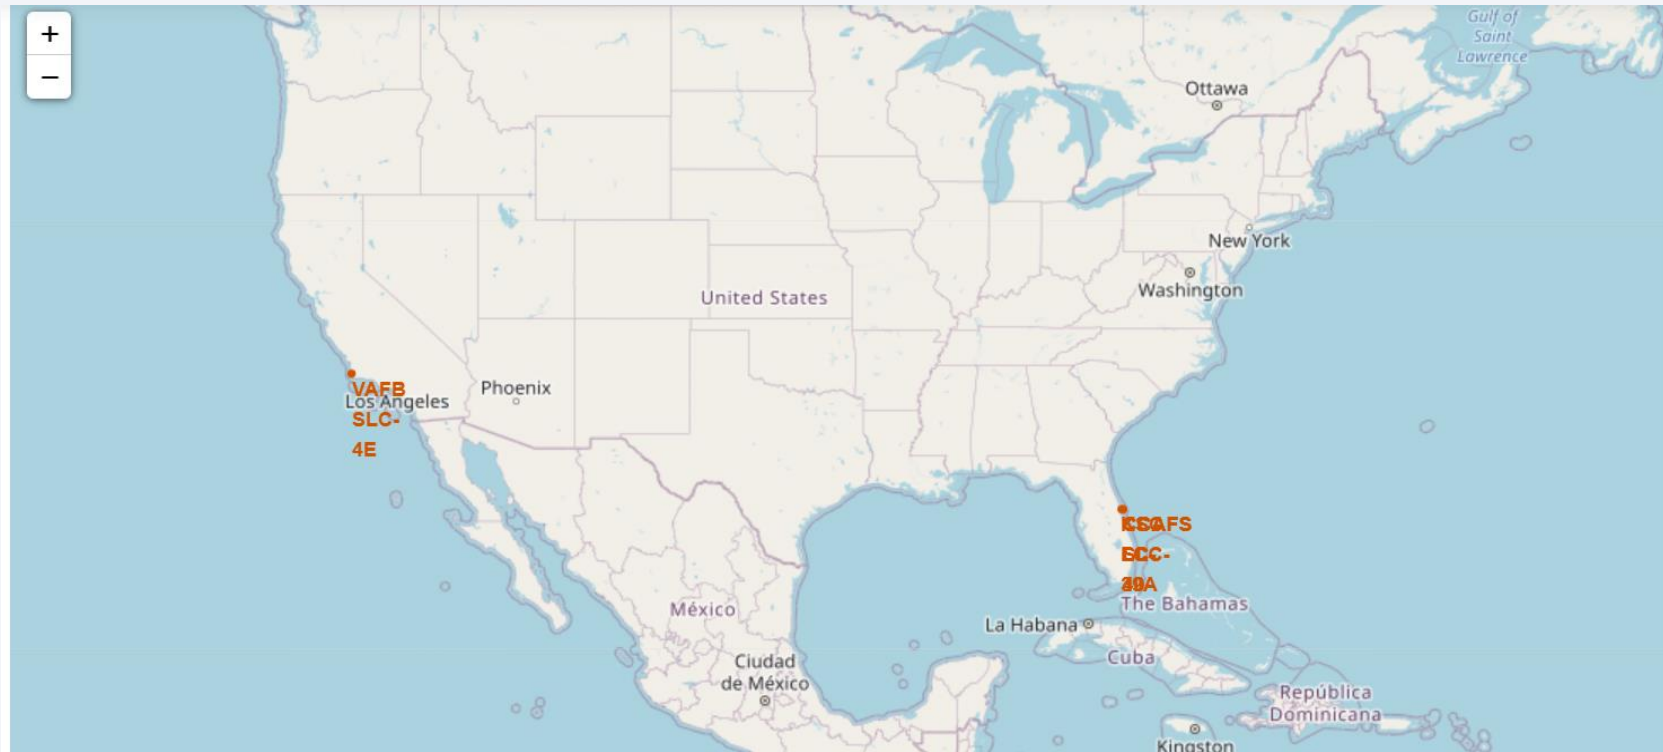 +
−
Gulf of
Saint
Lawrence
Ottawa
New York
Washington
United States
VAFB
SLC-
4E
Los Angeles
Phoenix
The Bahamas
México
La Habana
Cuba
Ciudad
de México
República
Dominicana
Kingston